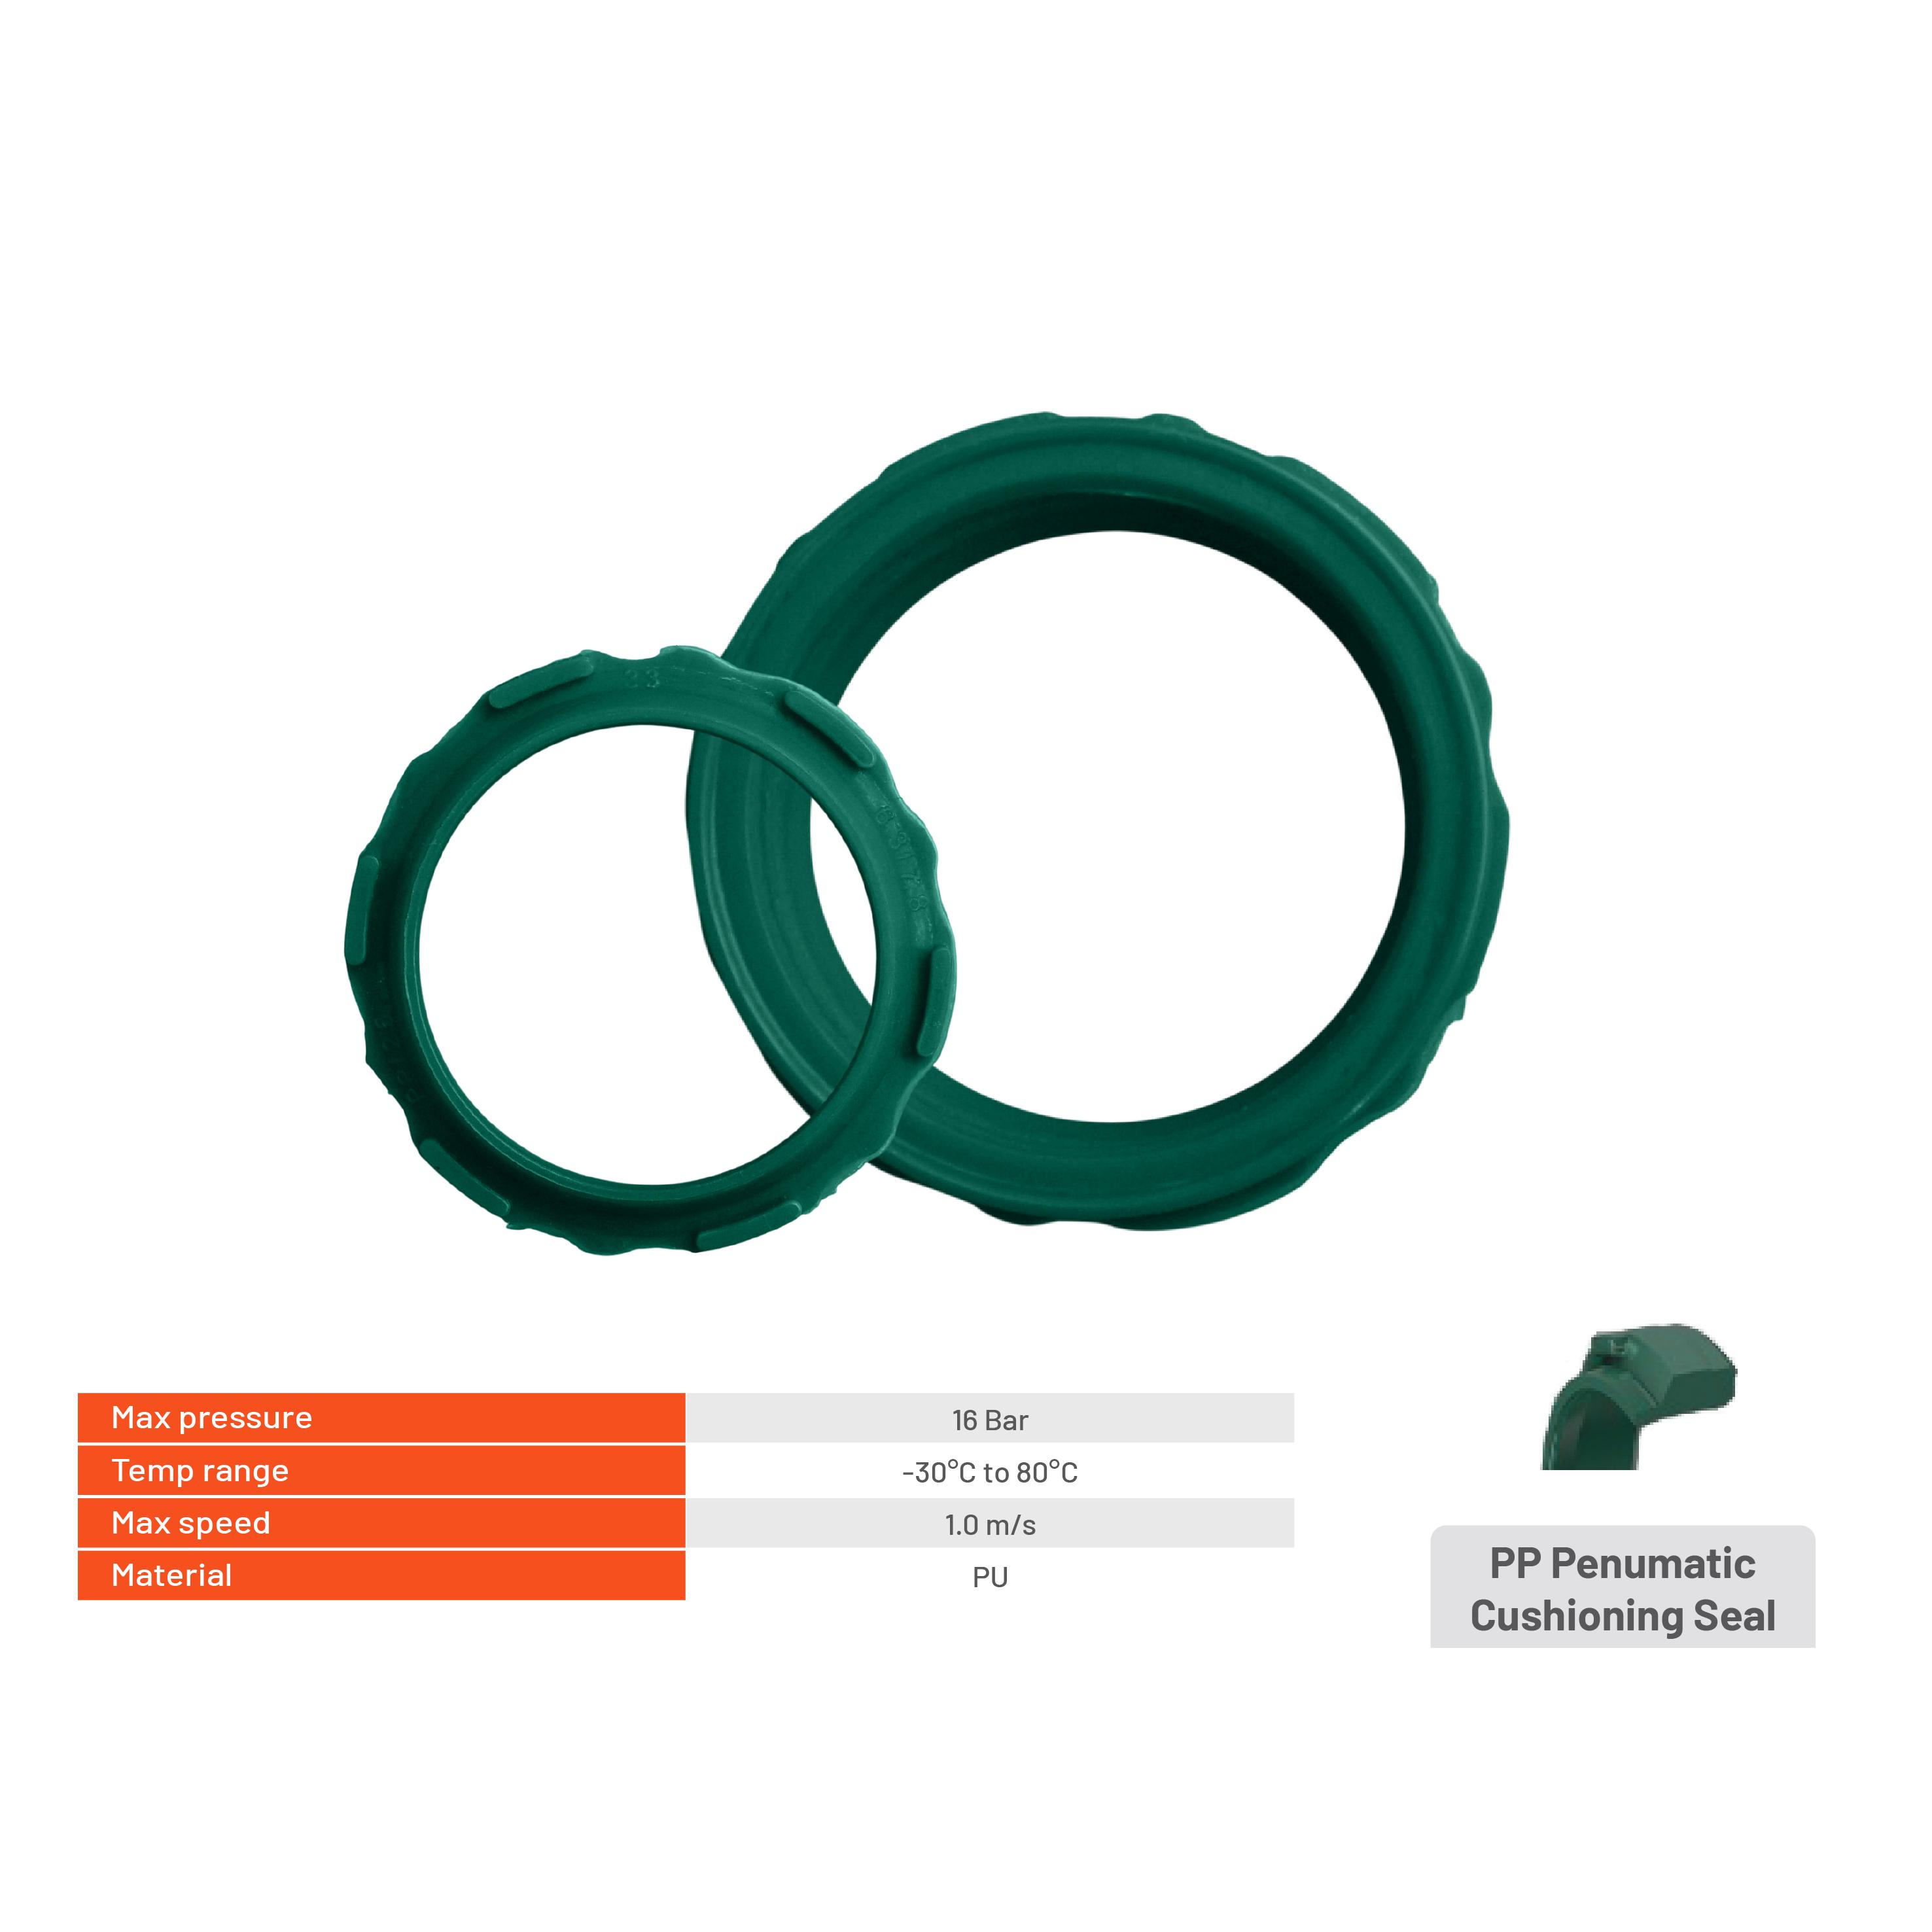 Max pressure 16 Bar
Temp range -30°C to 80°C
Max speed 1.0 m/s
Material PU
PP Penumatic
Cushioning Seal